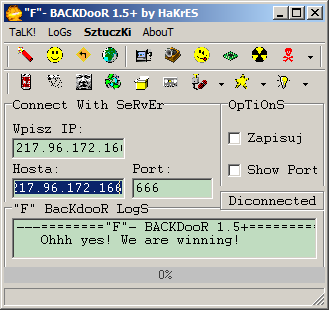 "F"- BACKDooR 1.5+ by HaKrES
TaLK! LoGs SztuczKi AbouT
Connect With SeRvEr
OpTiOnS
Wpisz IP:
217.96.172.16
Zapisuj
Hosta: Port:
217.96.172.166 666
Show Port
Disconnected
"F" BacKdooR LogS
---========"F"- BACKDooR 1.5+=========
Ohhh yes! We are winning!
0%